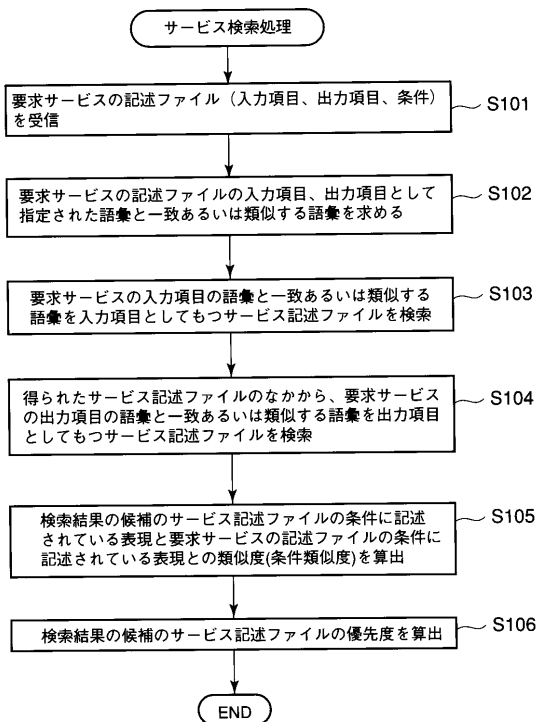 サービス検索処理
要求サービスの記述ファイル（入力項目、出力項目、条件）
を受信
S101
要求サービスの記述ファイルの入力項目、出力項目として
指定された語彙と一致あるいは類似する語彙を求める
S102
要求サービスの入力項目の語彙と一致あるいは類似する
語彙を入力項目としてもつサービス記述ファイルを検索
S103
得られたサービス記述ファイルのなかから、要求サービス
の出力項目の語彙と一致あるいは類似する語彙を出力項目
としてもつサービス記述ファイルを検索
S104
検索結果の候補のサービス記述ファイルの条件に記述
されている表現と要求サービスの記述ファイルの条件に
記述されている表現との類似度(条件類似度)を算出
S105
検索結果の候補のサービス記述ファイルの優先度を算出
S106
END